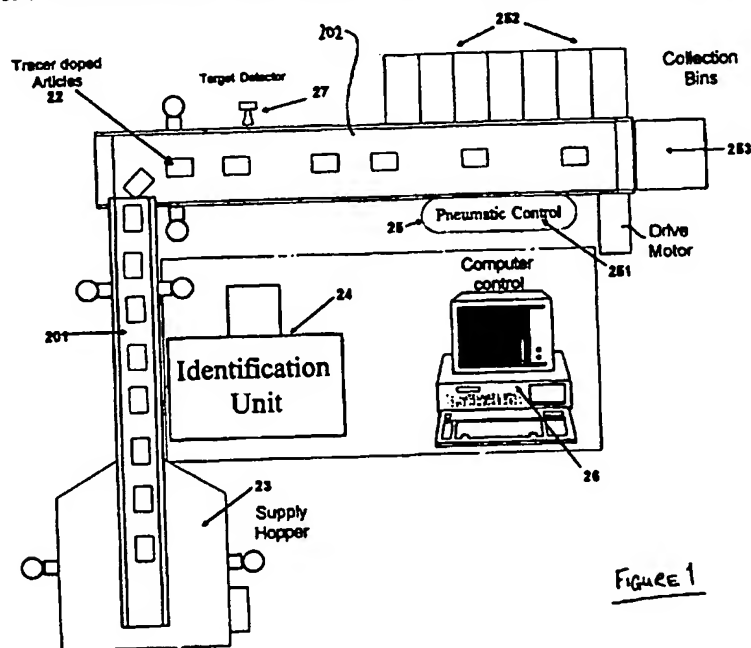 202
252
Tracer doped
Articles
22
Target Detector
27
Collection
Bins
253
Pneumatic Control
25
251
Drive
Motor
Computer
control
24
201
Identification
Unit
26
23
Supply
Hopper
FIGURE 1